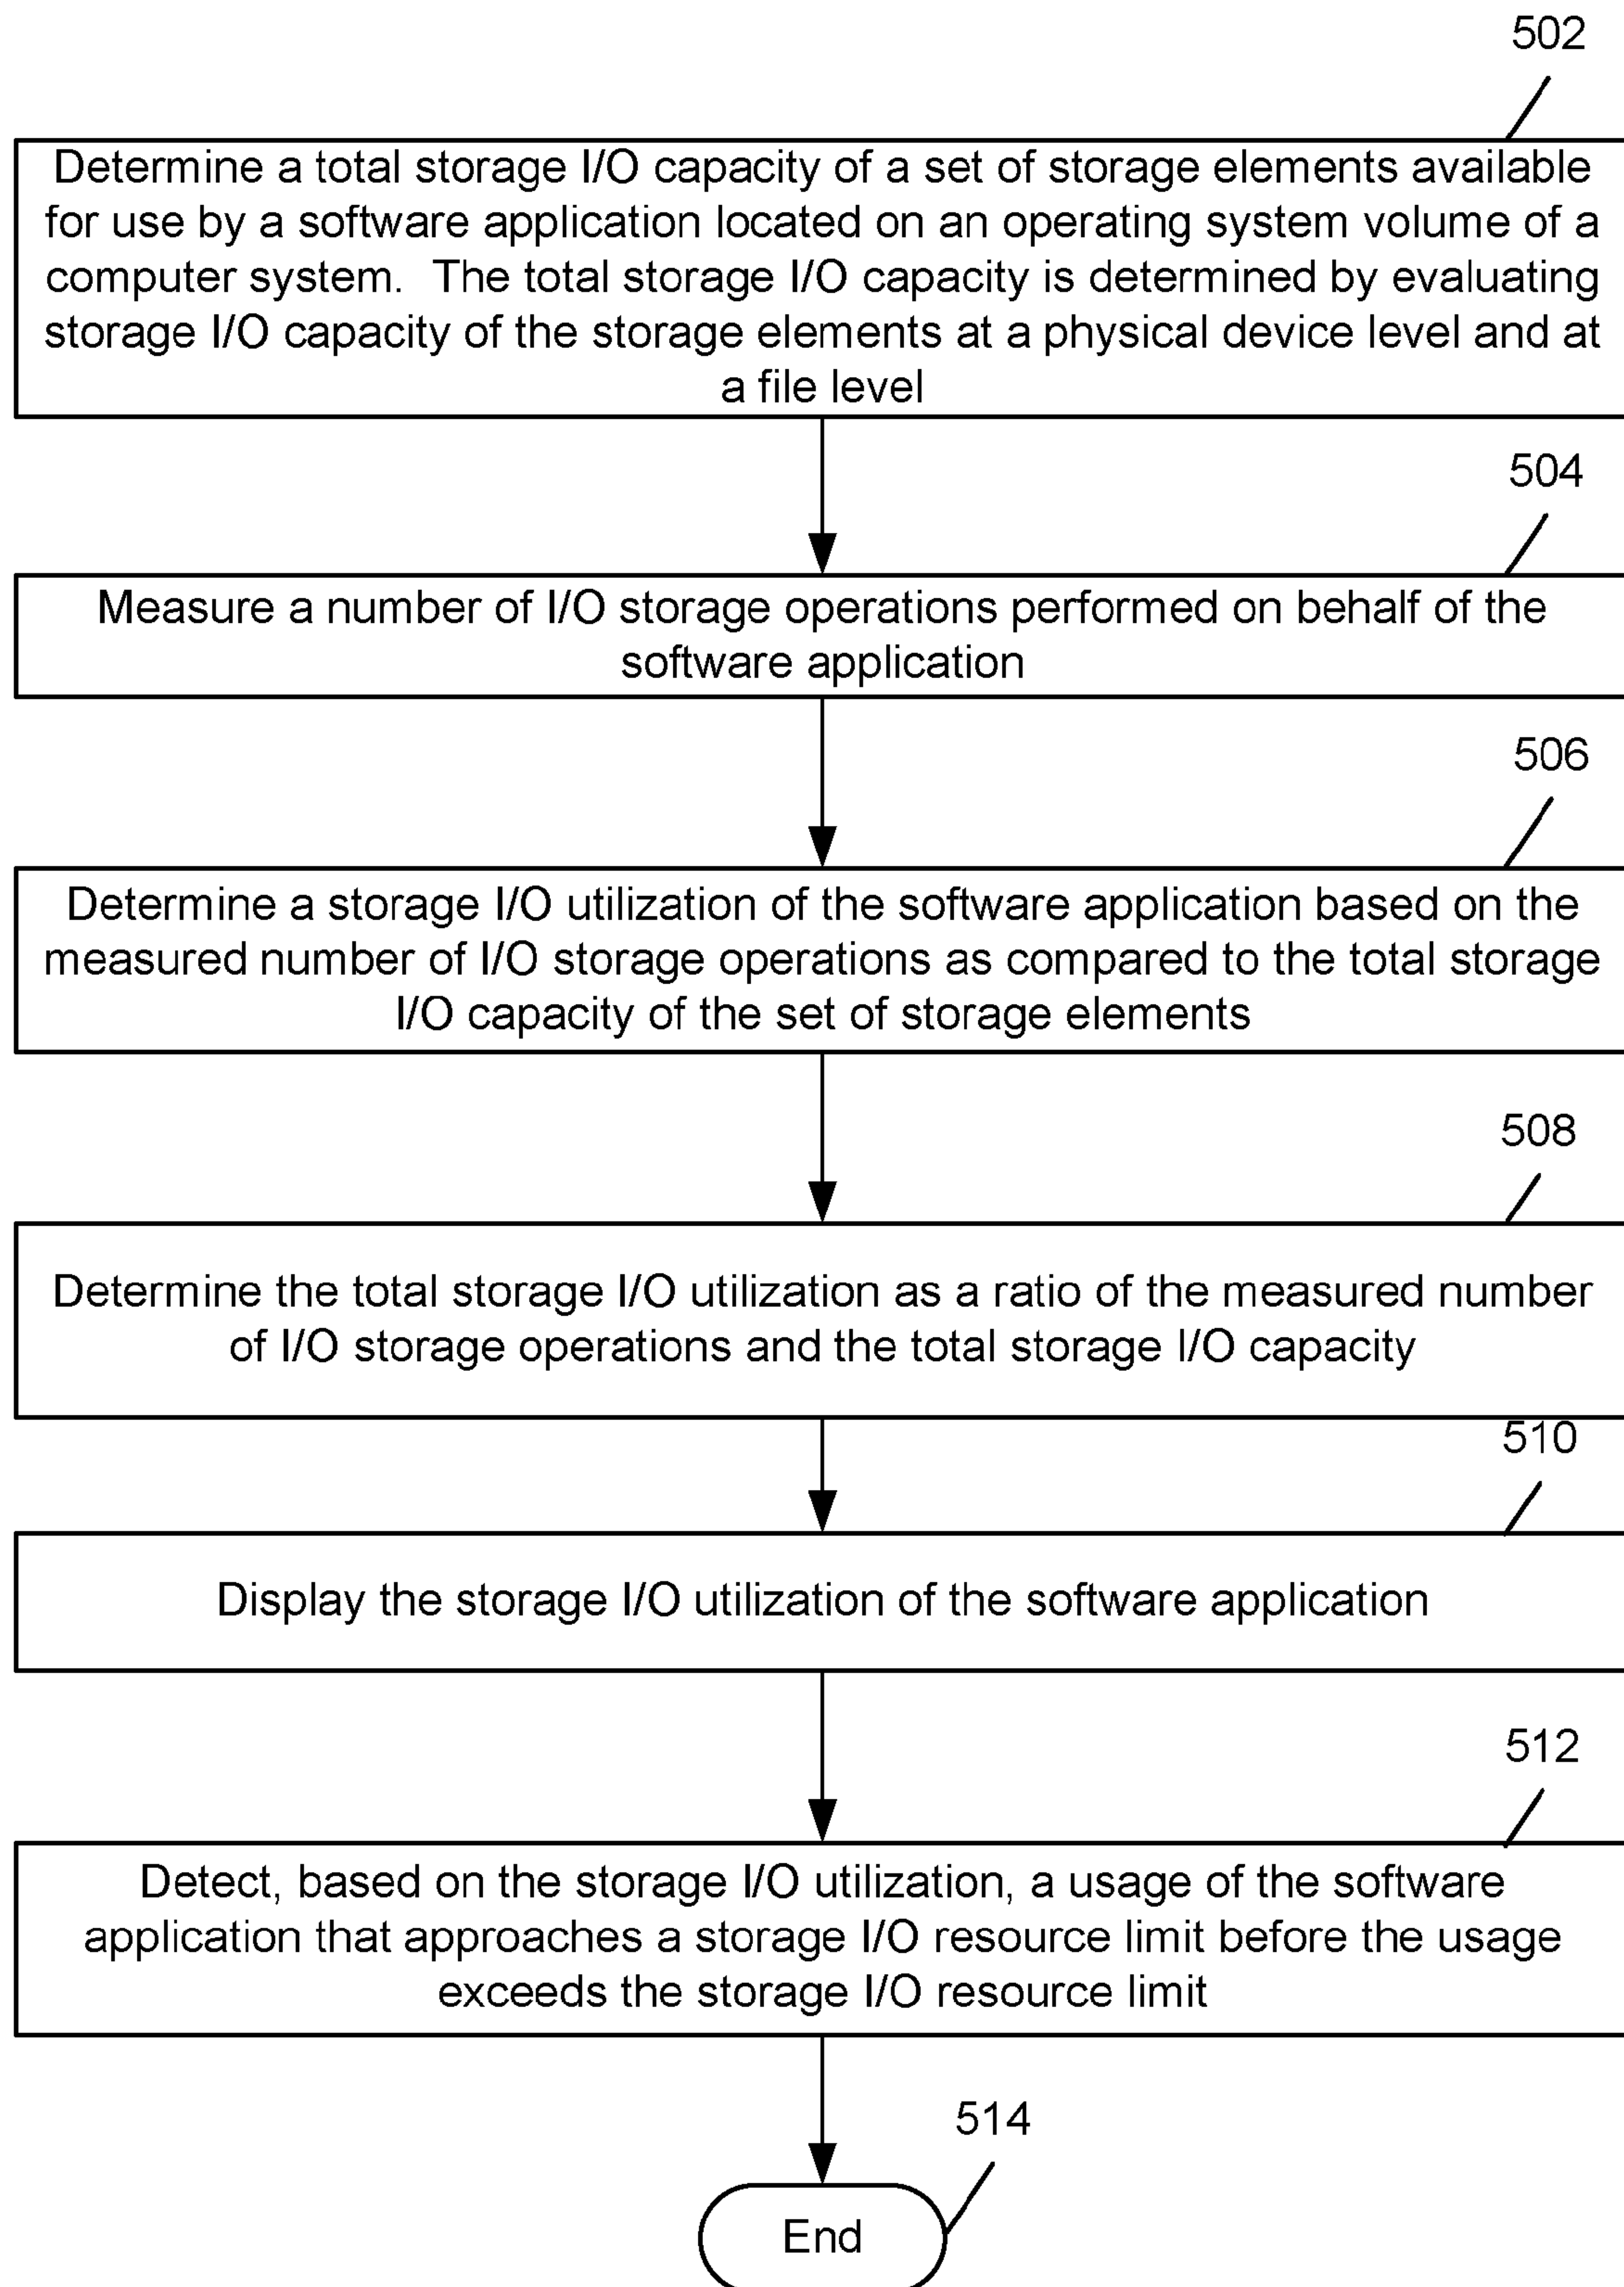 502
Determine a total storage I/O capacity of a set of storage elements available
for use by a software application located on an operating system volume of a
computer system.  The total storage I/O capacity is determined by evaluating
storage I/O capacity of the storage elements at a physical device level and at
a file level
504
Measure a number of I/O storage operations performed on behalf of the
software application
506
Determine a storage I/O utilization of the software application based on the
measured number of I/O storage operations as compared to the total storage
I/O capacity of the set of storage elements
508
Determine the total storage I/O utilization as a ratio of the measured number
of I/O storage operations and the total storage I/O capacity
510
Display the storage I/O utilization of the software application
512
Detect, based on the storage I/O utilization, a usage of the software
application that approaches a storage I/O resource limit before the usage
exceeds the storage I/O resource limit
514
End